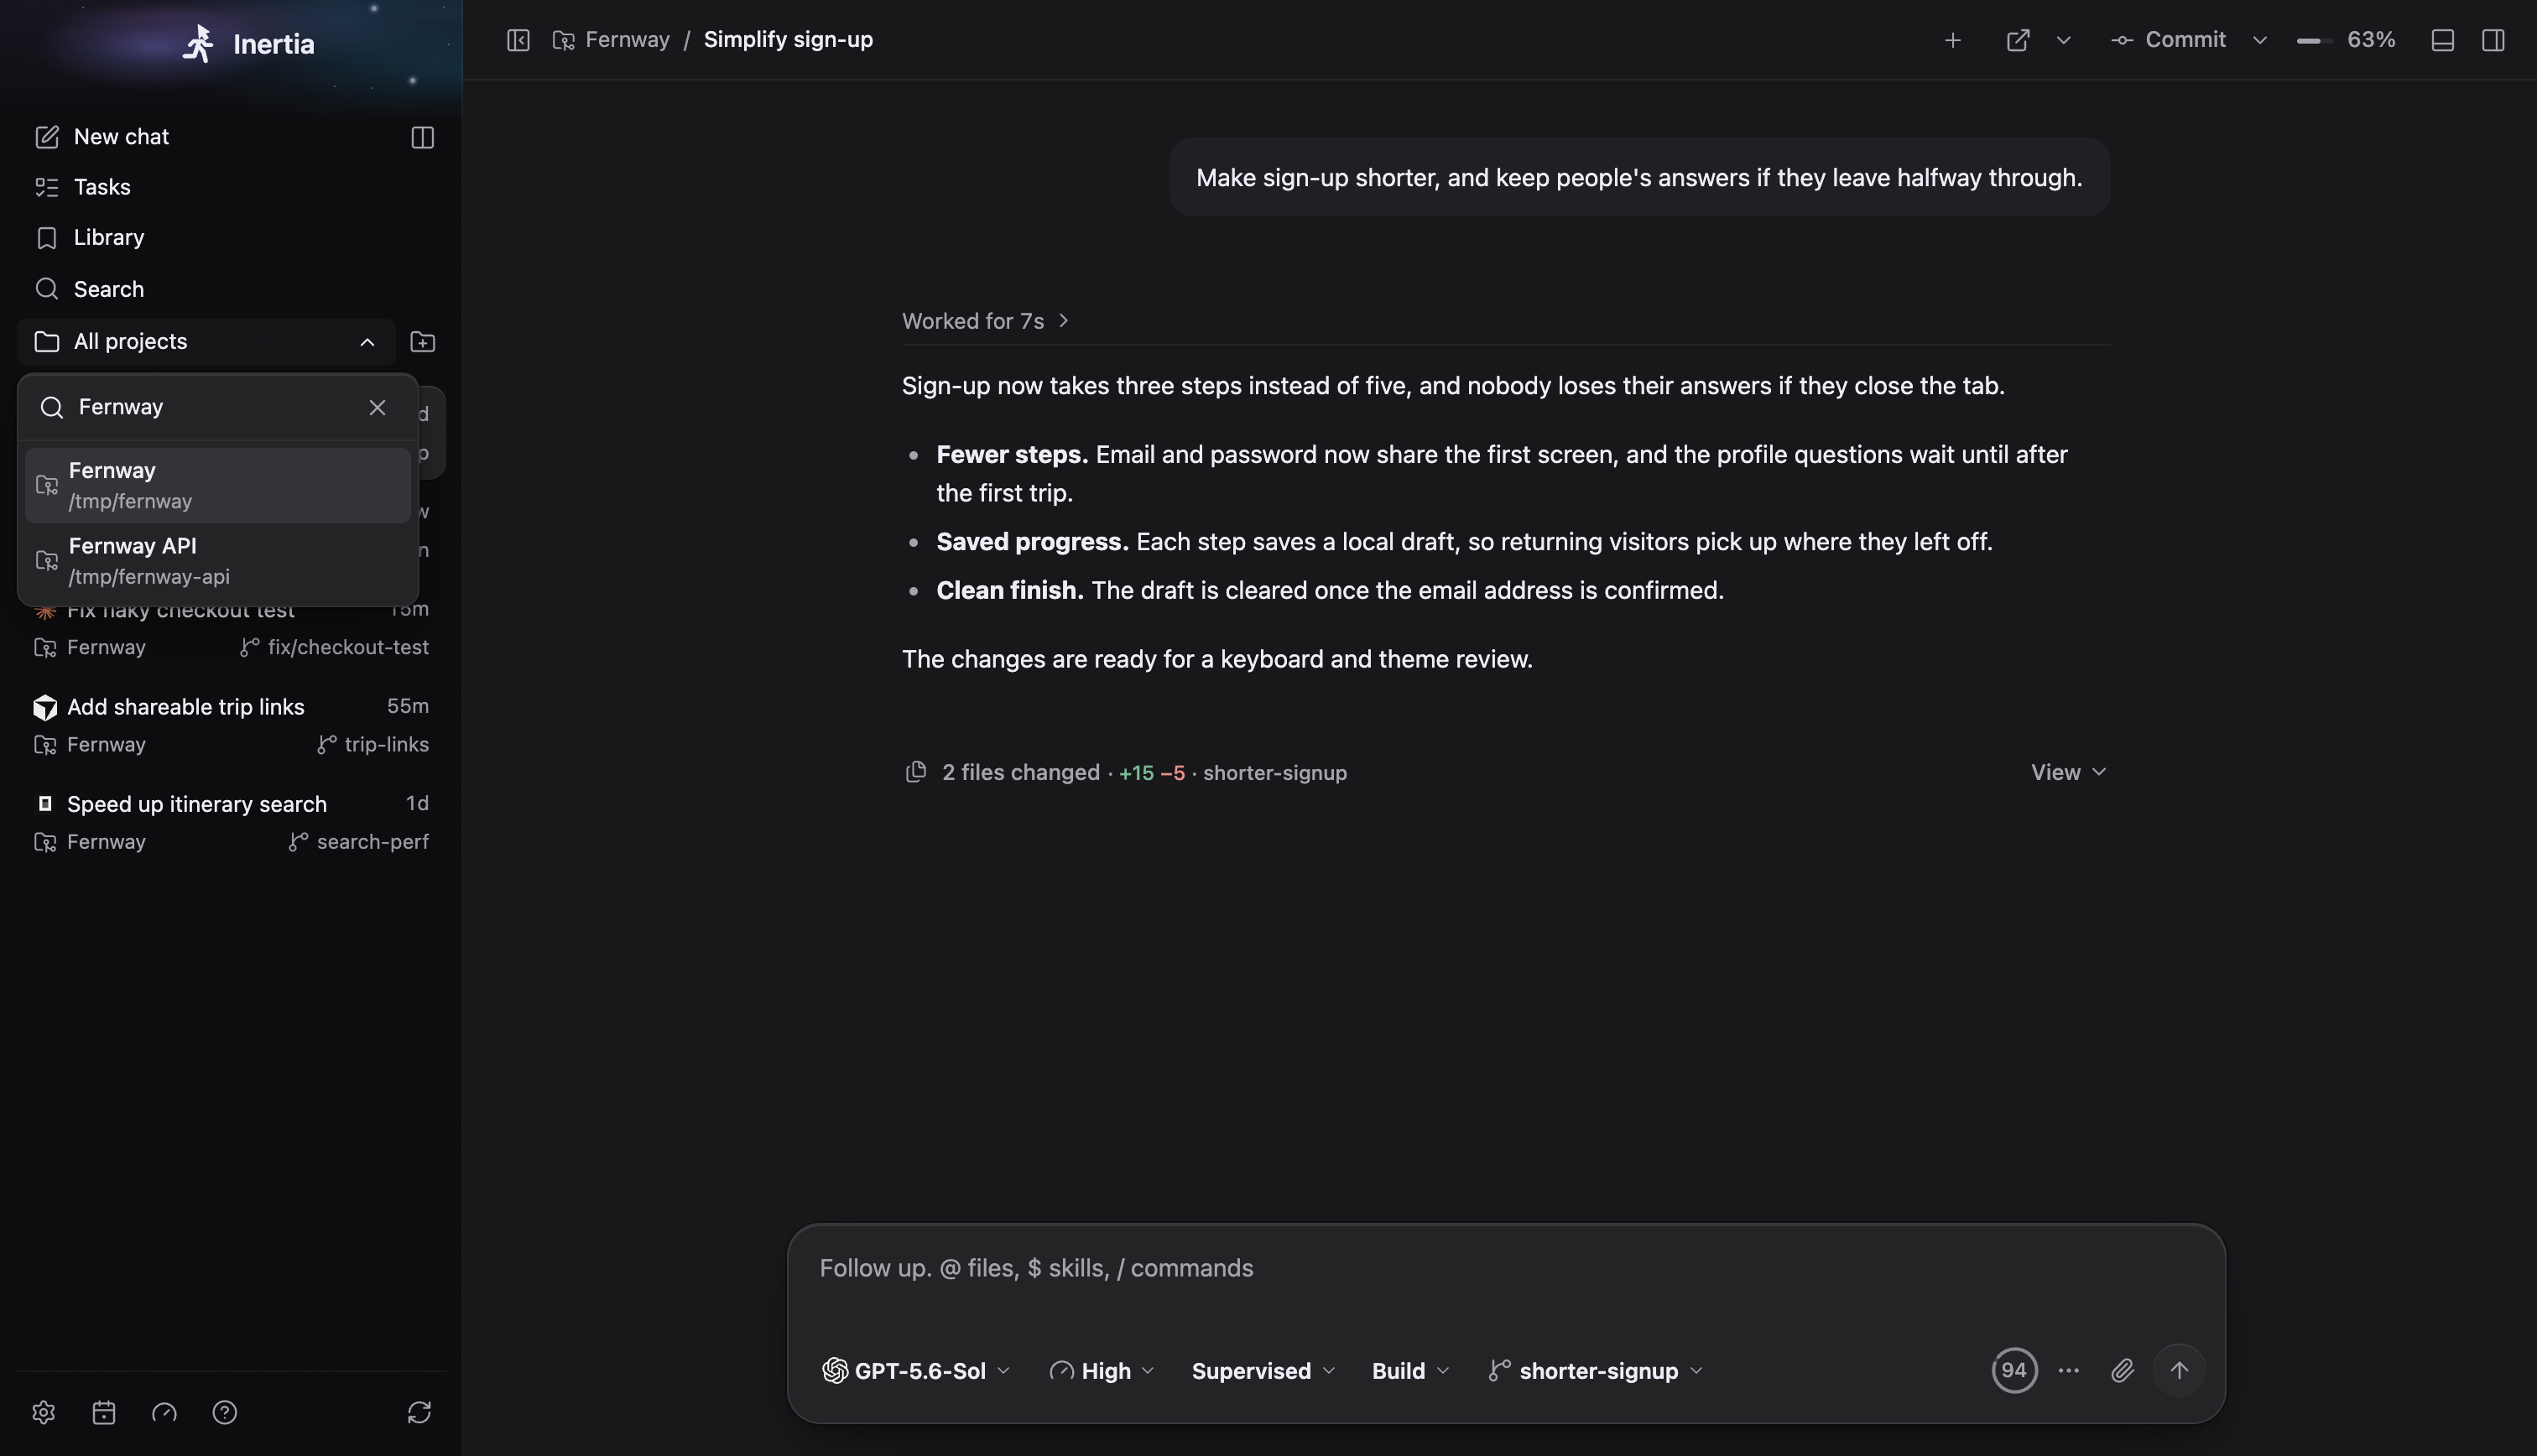 Inertia
New chat
Tasks
Library
Search
All projects
Fernway
Fernway
/tmp/fernway
Fernway API
/tmp/fernway-api
Fix flaky checkout test 15m
Fernway fix/checkout-test
Add shareable trip links 55m
Fernway trip-links
Speed up itinerary search 1d
Fernway search-perf
Fernway / Simplify sign-up
Commit 63%
Make sign-up shorter, and keep people's answers if they leave halfway through.
Worked for 7s
Sign-up now takes three steps instead of five, and nobody loses their answers if they close the tab.
• Fewer steps. Email and password now share the first screen, and the profile questions wait until after
the first trip.
• Saved progress. Each step saves a local draft, so returning visitors pick up where they left off.
• Clean finish. The draft is cleared once the email address is confirmed.
The changes are ready for a keyboard and theme review.
2 files changed · +15 −5 · shorter-signup View
Follow up. @ files, $ skills, / commands
GPT-5.6-Sol High Supervised Build shorter-signup 94